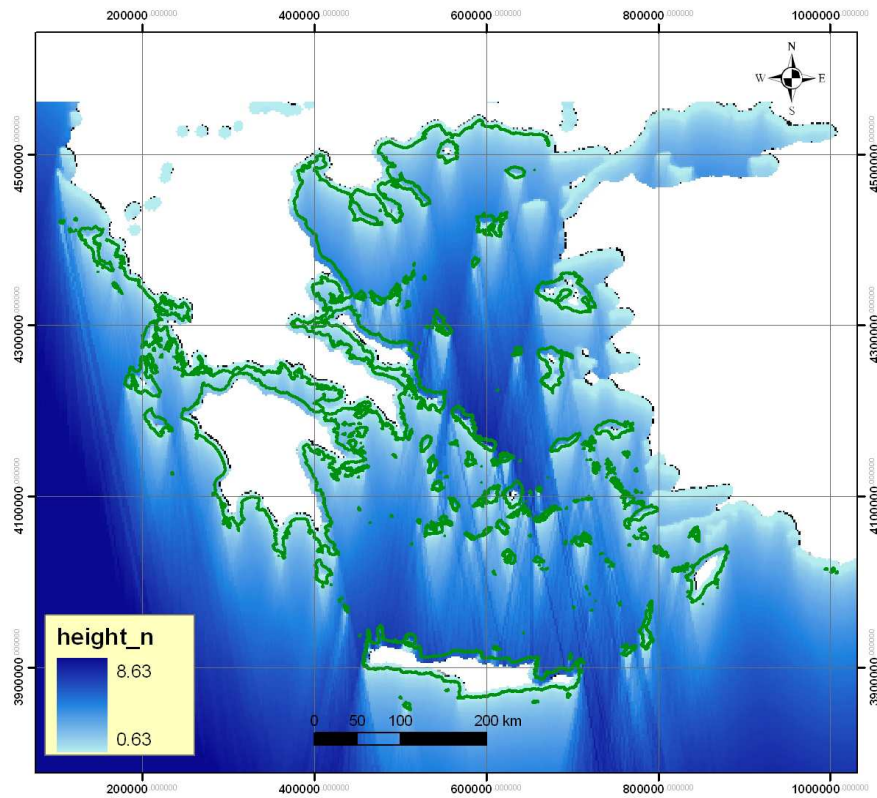 200000.000000 400000.000000 600000.000000 800000.000000 1000000.000000
N
W E
S
4500000.000000 4500000.000000
4300000.000000 4300000.000000
4100000.000000 4100000.000000
3900000.000000 3900000.000000
height_n
8.63
0.63
0 50 100 200 km
200000.000000 400000.000000 600000.000000 800000.000000 1000000.000000